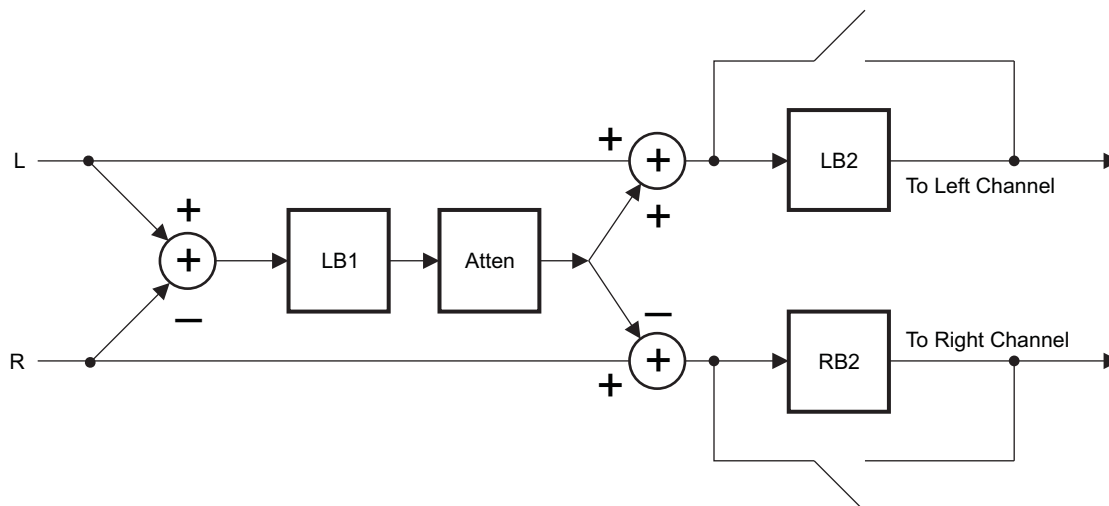 +
L
+
LB2
To Left Channel
+
+
+
LB1
Atten
−
−
To Right Channel
R
+
RB2
+